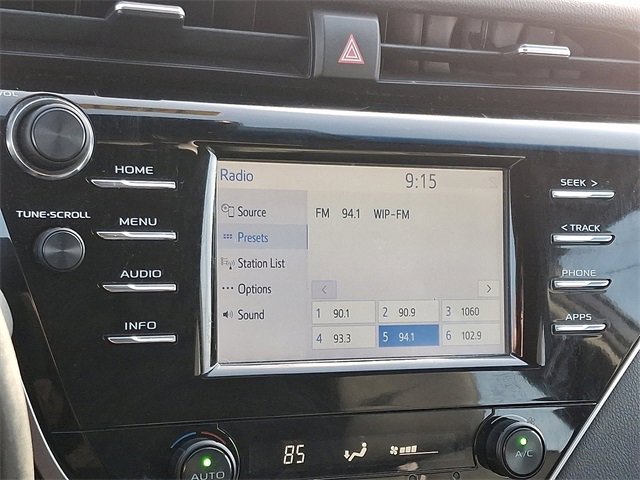 VOL
HOME
TUNE•SCROLL
MENU
AUDIO
INFO
Radio 9:15
Source
Presets
Station List
Options
Sound
FM 94.1 WIP-FM
< >
1 90.1 2 90.9 3 1060
4 93.3 5 94.1 6 102.9
SEEK >
< TRACK
PHONE
APPS
AUTO
85
A/C